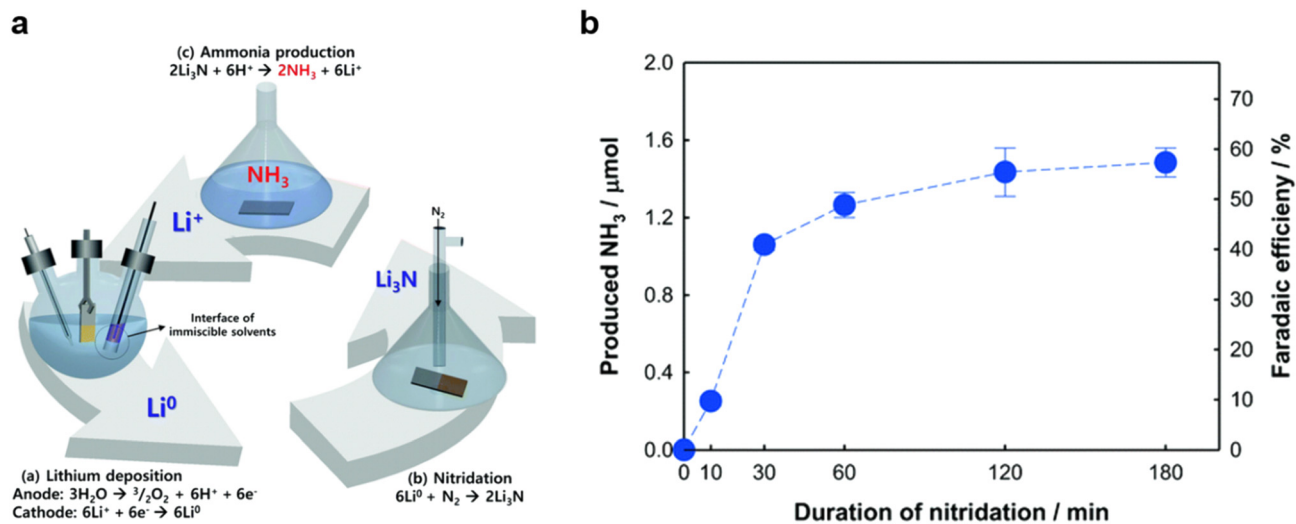 a
(c) Ammonia production
2Li₃N + 6H⁺ → 2NH₃ + 6Li⁺
NH₃
Li⁺
N₂
Li₃N
Interface of
immiscible solvents
Li⁰
(a) Lithium deposition
Anode: 3H₂O → ³/₂O₂ + 6H⁺ + 6e⁻
Cathode: 6Li⁺ + 6e⁻ → 6Li⁰
(b) Nitridation
6Li⁰ + N₂ → 2Li₃N
b
Produced NH₃ / μmol
2.0
1.6
1.2
0.8
0.4
0.0
0 10 30 60 120 180
Duration of nitridation / min
70
60
50
40
30
20
10
0
Faradaic efficieny / %